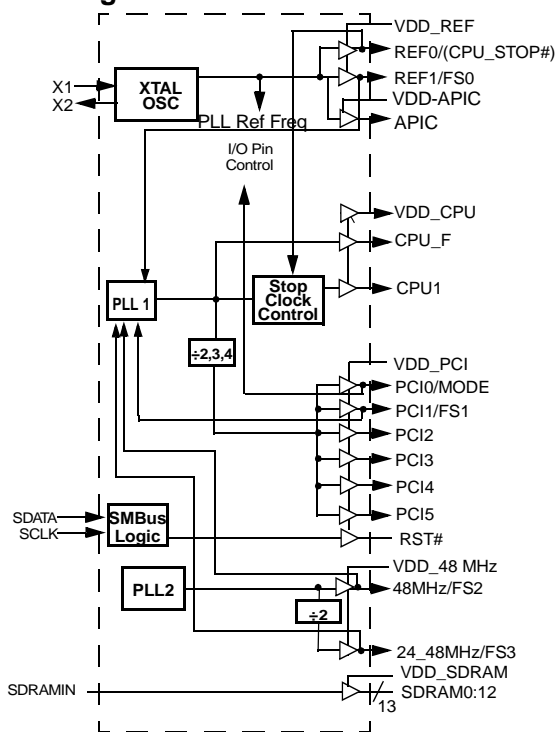 VDD_REF
REF0/(CPU_STOP#)
X1
X2
XTAL
OSC
REF1/FS0
VDD-APIC
PLL Ref Freq
APIC
I/O Pin
Control
VDD_CPU
CPU_F
PLL 1
Stop
Clock
Control
CPU1
÷2,3,4
VDD_PCI
PCI0/MODE
PCI1/FS1
PCI2
PCI3
PCI4
PCI5
SDATA
SCLK
SMBus
Logic
RST#
VDD_48 MHz
PLL2
48MHz/FS2
÷2
24_48MHz/FS3
VDD_SDRAM
SDRAMIN
SDRAM0:12
13